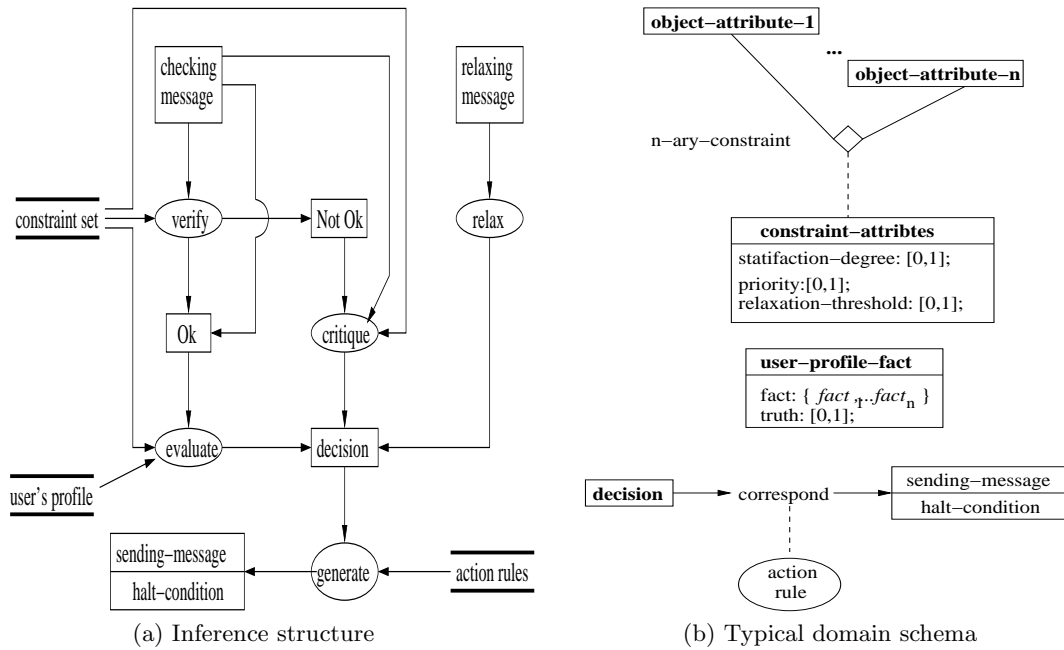 checking
message
relaxing
message
constraint set
verify
Not Ok
relax
Ok
critique
evaluate
decision
user's profile
sending−message
halt−condition
generate
action rules
(a) Inference structure
object−attribute−1
...
object−attribute−n
n−ary−constraint
constraint−attribtes
statifaction−degree: [0,1];
priority:[0,1];
relaxation−threshold: [0,1];
user−profile−fact
fact: { fact 1,...fact n }
truth: [0,1];
decision
correspond
sending−message
halt−condition
action
rule
(b) Typical domain schema